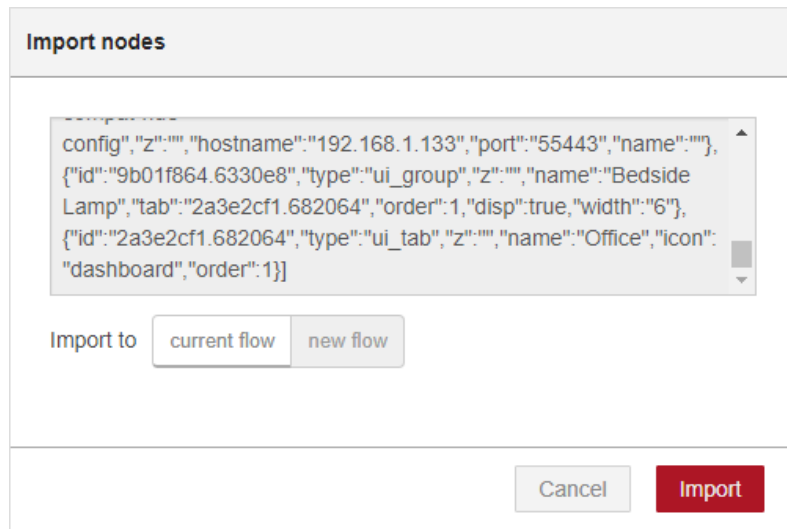 Import nodes
config","z":"","hostname":"192.168.1.133","port":"55443","name":""},
{"id":"9b01f864.6330e8","type":"ui_group","z":"","name":"Bedside
Lamp","tab":"2a3e2cf1.682064","order":1,"disp":true,"width":"6"},
{"id":"2a3e2cf1.682064","type":"ui_tab","z":"","name":"Office","icon":
"dashboard","order":1}]
Import to current flow new flow
Cancel Import